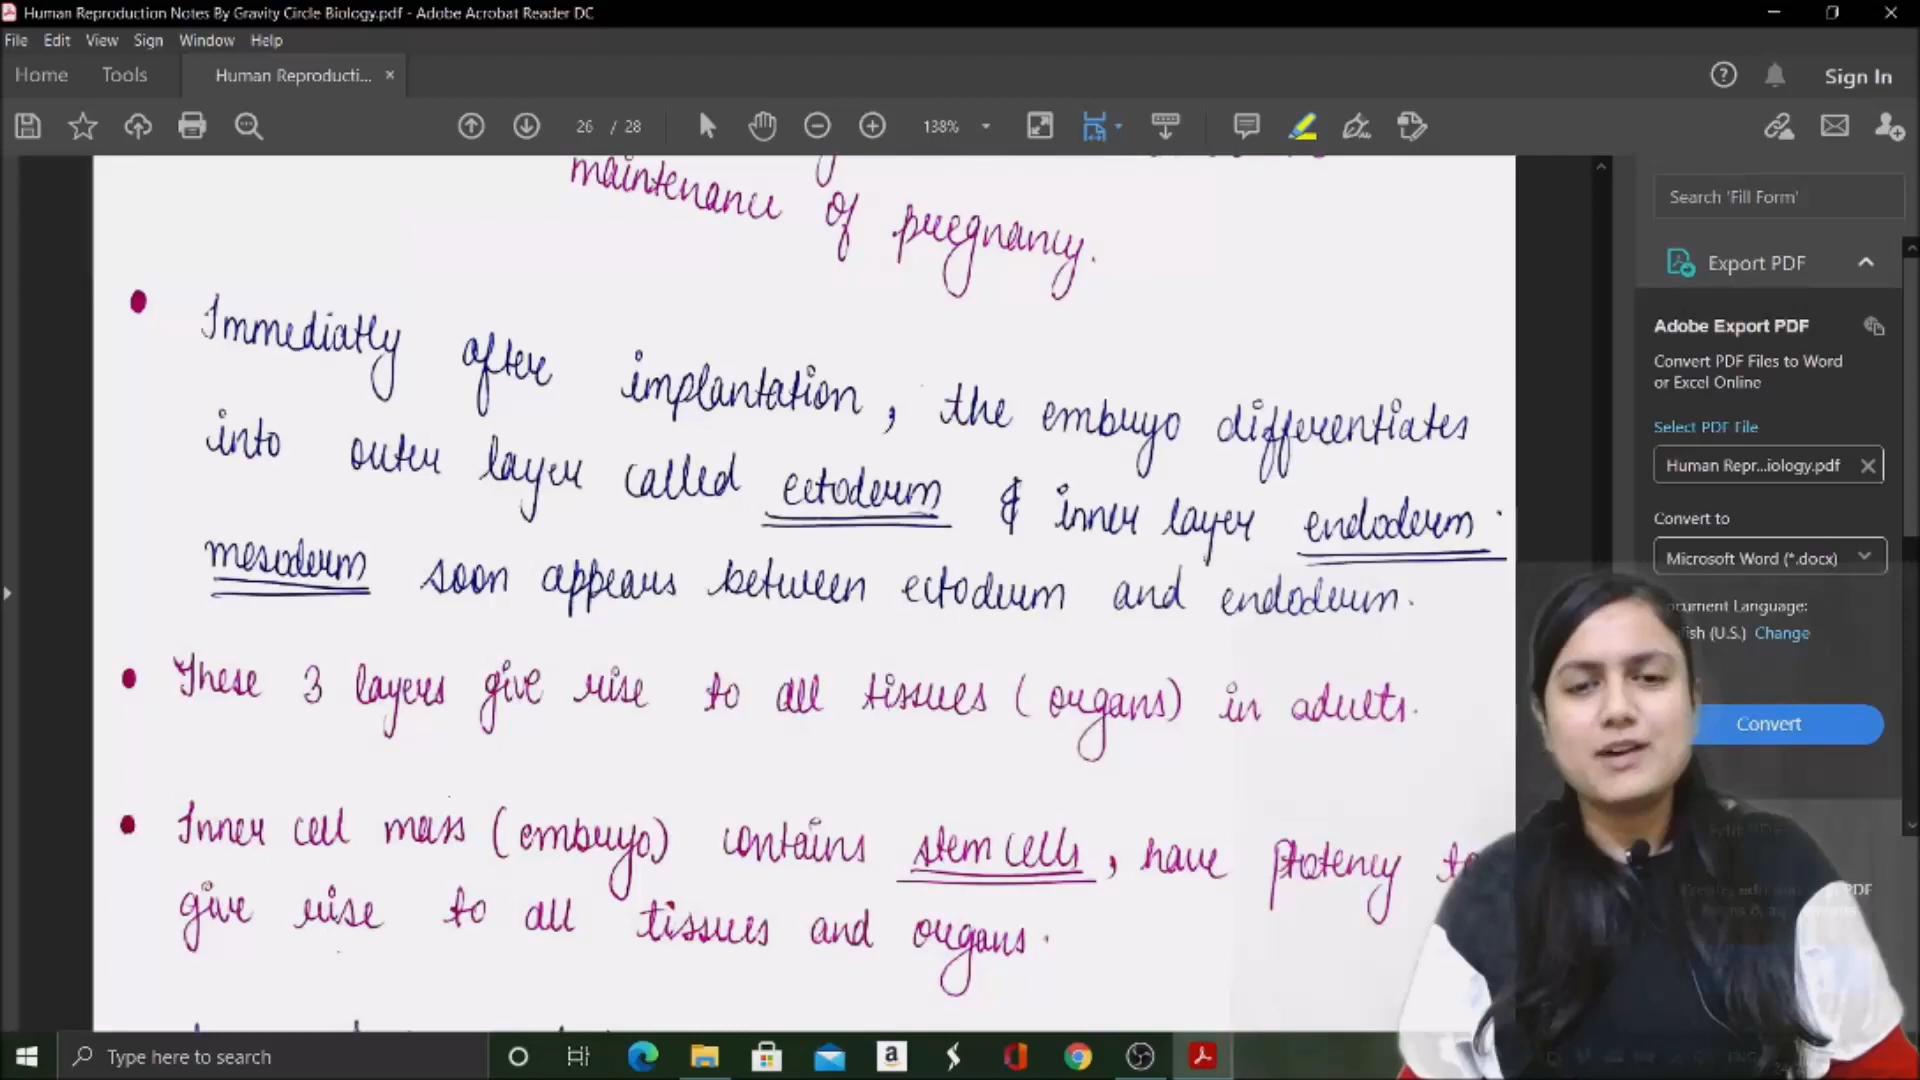 Human Reproduction Notes By Gravity Circle Biology.pdf - Adobe Acrobat Reader DC
File Edit View Sign Window Help
Home Tools Human Reproducti... × Sign In
26 / 28 138%
maintenance of pregnancy.
Search 'Fill Form'
Export PDF
Adobe Export PDF
Convert PDF Files to Word
or Excel Online
Select PDF File
Human Repr...iology.pdf
Convert to
Microsoft Word (*.docx)
ocument Language:
lish (U.S.) Change
Convert
• Immediatly after implantation, the embryo differentiates
into outer layer called ectoderm & inner layer endoderm.
mesoderm soon appears between ectoderm and endoderm.
• These 3 layers give rise to all tissues (organs) in adults.
• Inner cell mass (embryo) contains stem cells, have potency to
give rise to all tissues and organs.
Type here to search